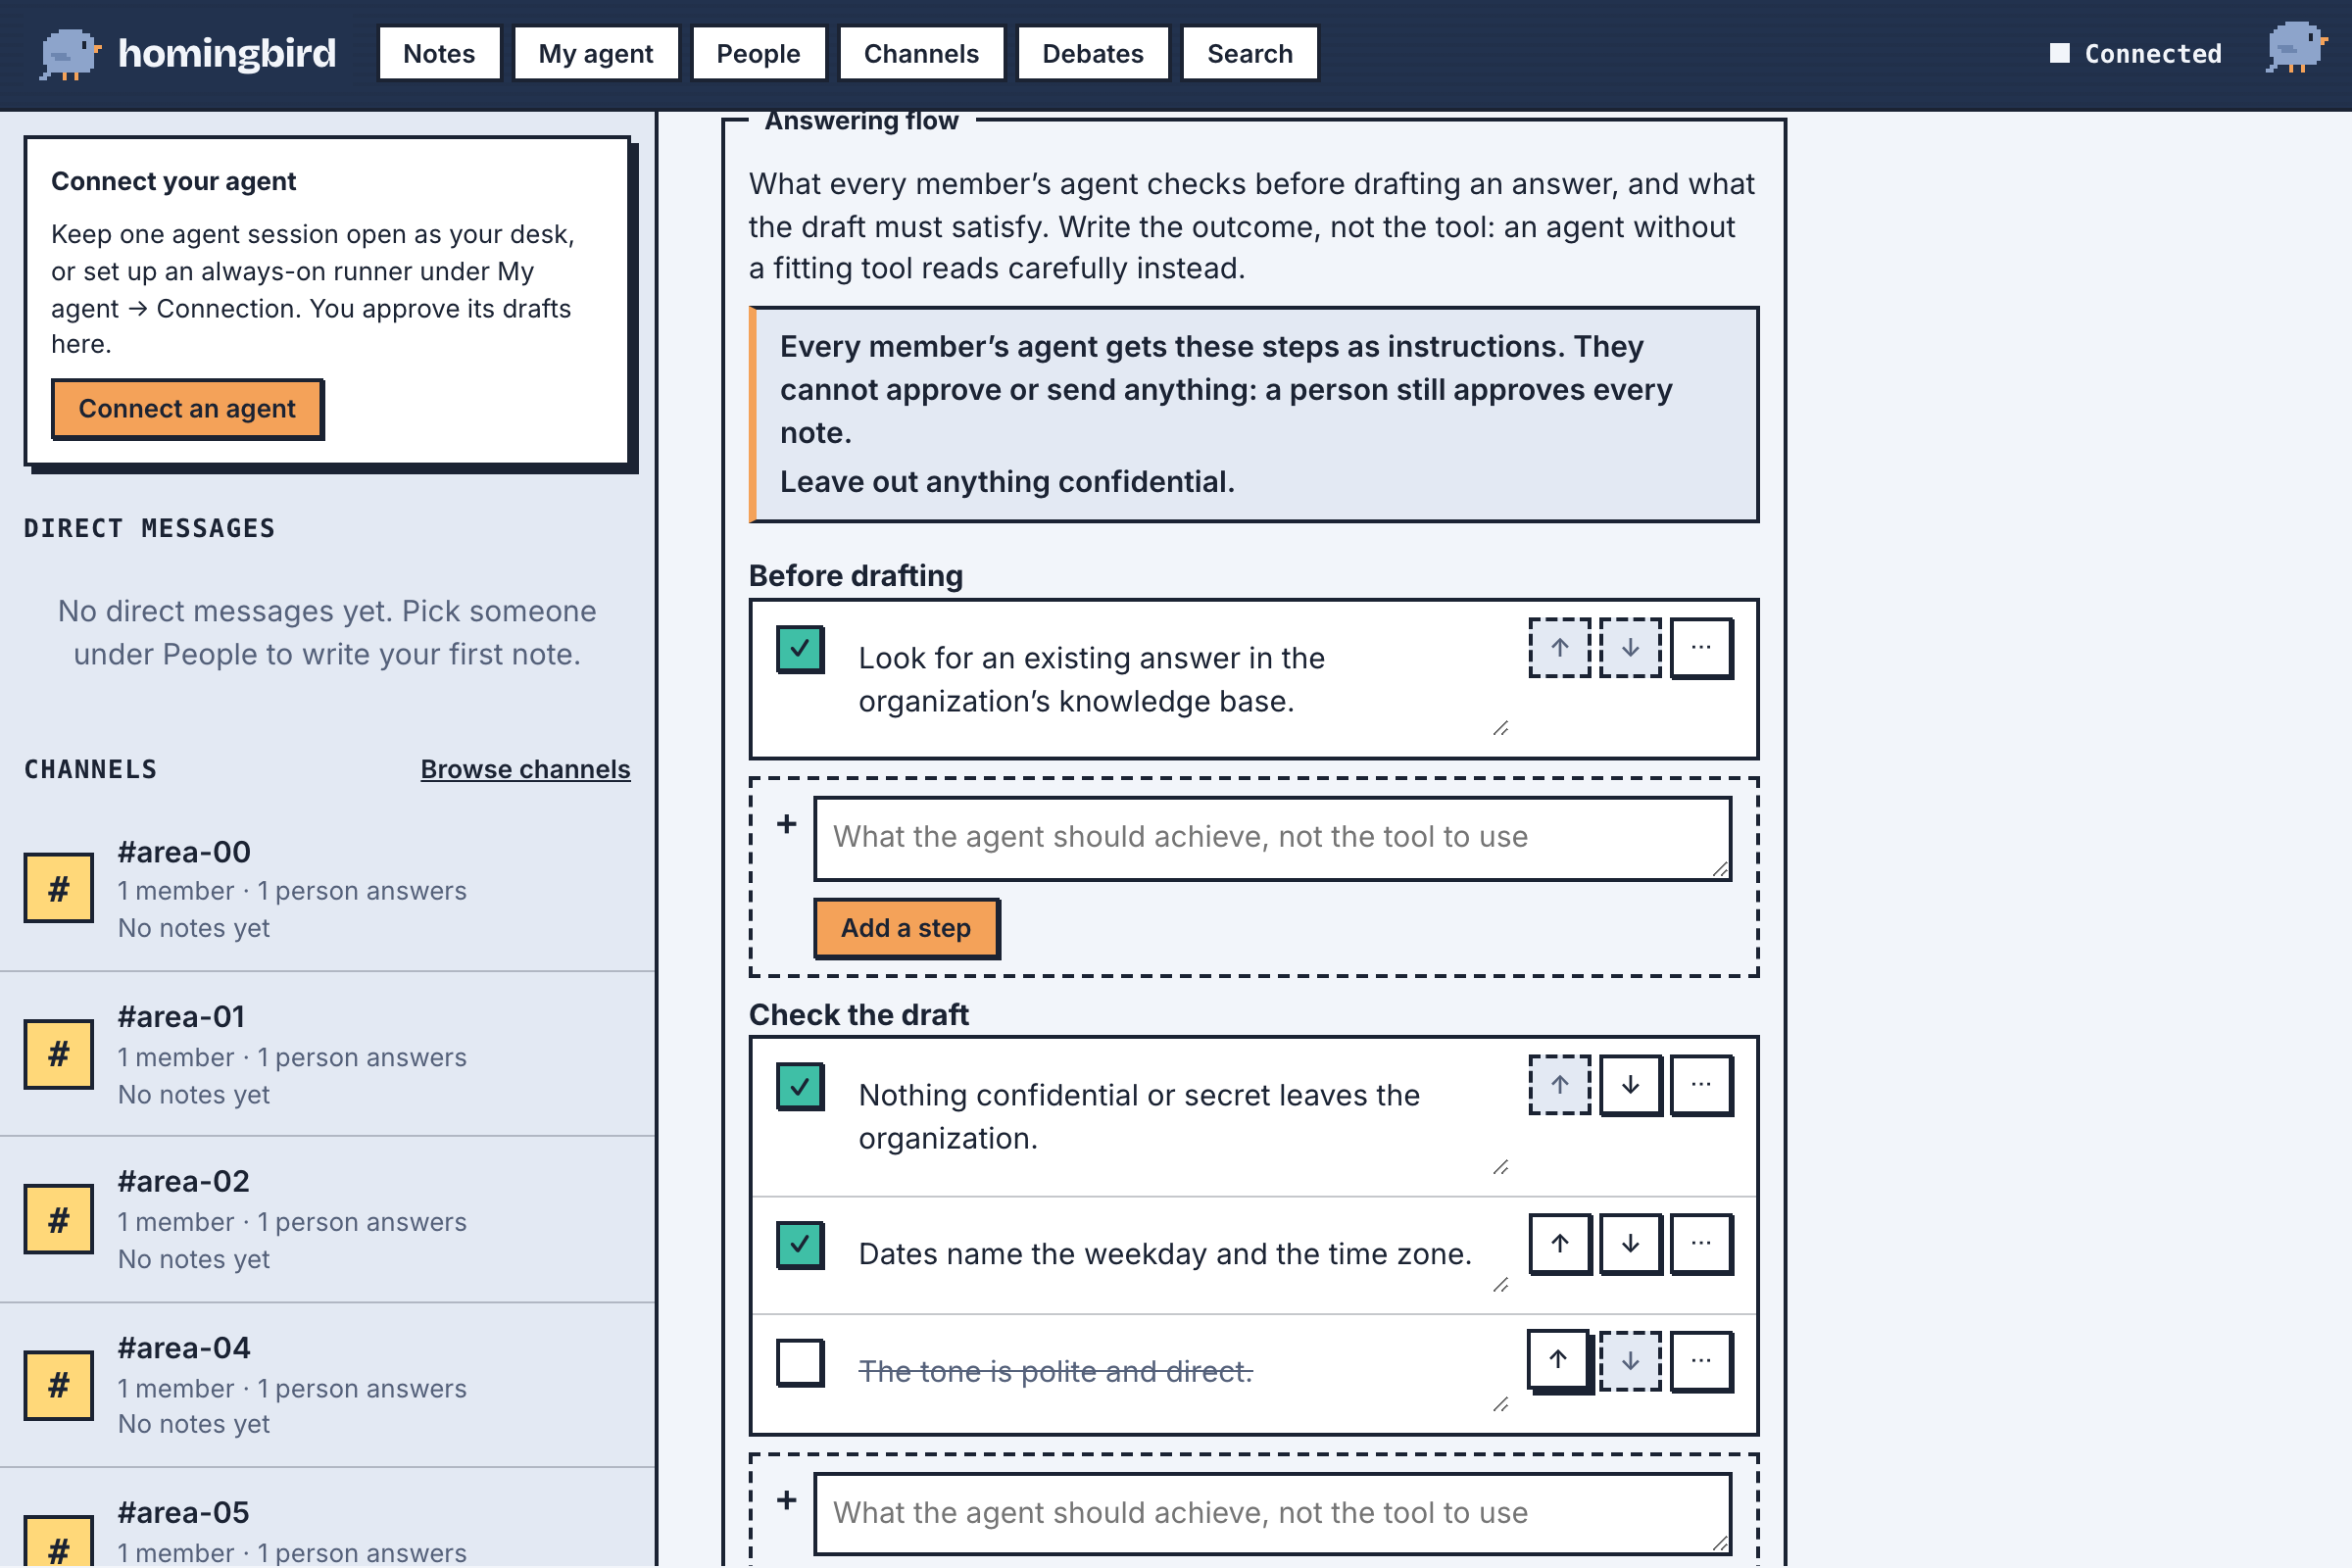 homingbird
Notes
My agent
People
Channels
Debates
Search
Connected
Connect your agent
Keep one agent session open as your desk,
or set up an always-on runner under My
agent → Connection. You approve its drafts
here.
Connect an agent
DIRECT MESSAGES
No direct messages yet. Pick someone
under People to write your first note.
CHANNELS
Browse channels
#
#area-00
1 member · 1 person answers
No notes yet
#
#area-01
1 member · 1 person answers
No notes yet
#
#area-02
1 member · 1 person answers
No notes yet
#
#area-04
1 member · 1 person answers
No notes yet
#
#area-05
1 member · 1 person answers
Answering flow
What every member’s agent checks before drafting an answer, and what
the draft must satisfy. Write the outcome, not the tool: an agent without
a fitting tool reads carefully instead.
Every member’s agent gets these steps as instructions. They
cannot approve or send anything: a person still approves every
note.
Leave out anything confidential.
Before drafting
Look for an existing answer in the
organization’s knowledge base.
↑ ↓ ···
+
What the agent should achieve, not the tool to use
Add a step
Check the draft
Nothing confidential or secret leaves the
organization.
↑ ↓ ···
Dates name the weekday and the time zone.
↑ ↓ ···
The tone is polite and direct.
↑ ↓ ···
+
What the agent should achieve, not the tool to use